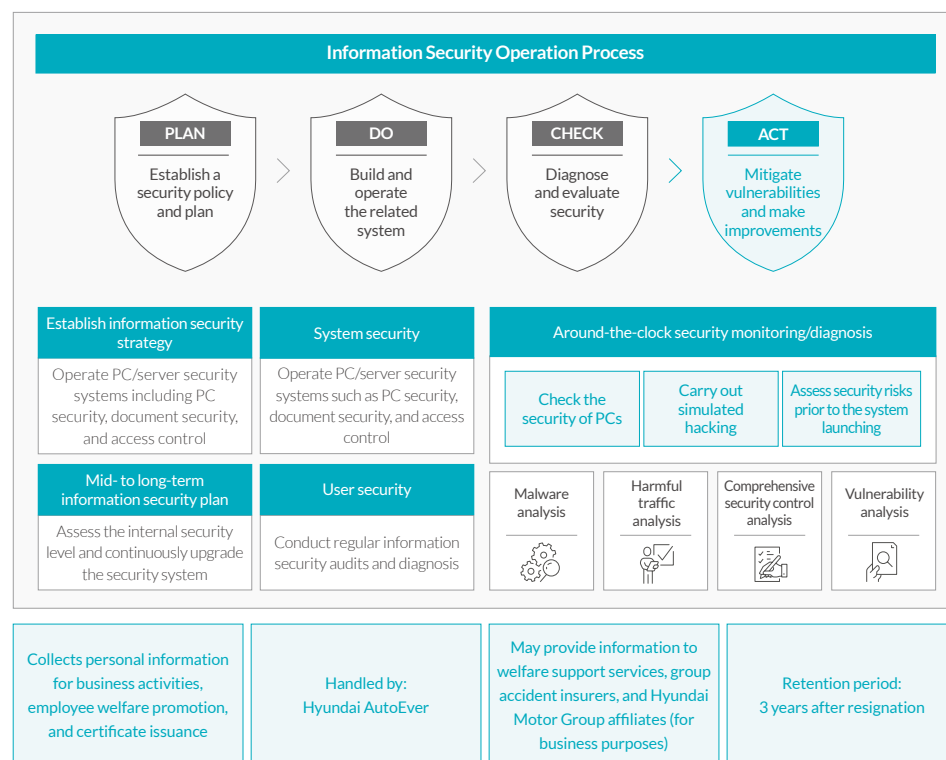 Information Security Operation Process
PLAN
Establish a
security policy
and plan
DO
Build and
operate
the related
system
CHECK
Diagnose
and evaluate
security
ACT
Mitigate
vulnerabilities
and make
improvements
Establish information security
strategy
Operate PC/server security
systems including PC
security, document security,
and access control
System security
Operate PC/server security
systems such as PC security,
document security, and access
control
Around-the-clock security monitoring/diagnosis
Check the
security of PCs
Carry out
simulated
hacking
Assess security risks
prior to the system
launching
Mid- to long-term
information security plan
Assess the internal security
level and continuously upgrade
the security system
User security
Conduct regular information
security audits and diagnosis
Malware
analysis
Harmful
traffic
analysis
Comprehensive
security control
analysis
Vulnerability
analysis
Collects personal information
for business activities,
employee welfare promotion,
and certificate issuance
Handled by:
Hyundai AutoEver
May provide information to
welfare support services, group
accident insurers, and Hyundai
Motor Group affiliates (for
business purposes)
Retention period:
3 years after resignation